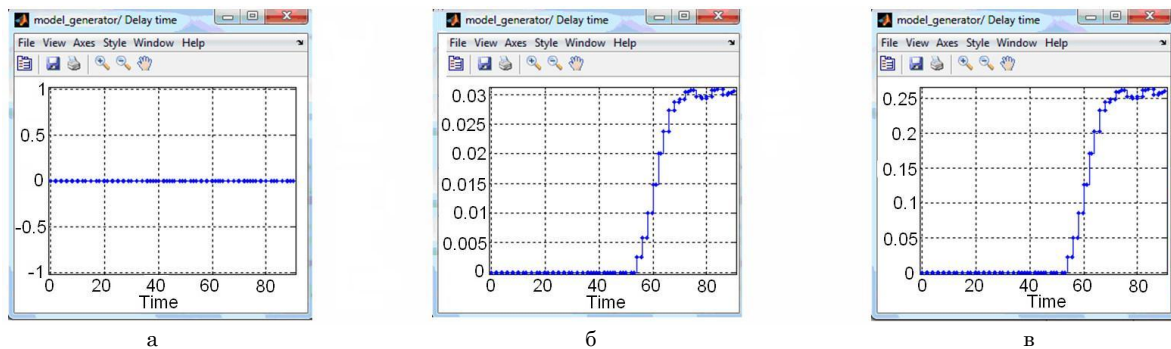 model_generator/ Delay time
File View Axes Style Window Help
1
0.5
0
-0.5
-1
0 20 40 60 80
Time
а
model_generator/ Delay time
File View Axes Style Window Help
0.03
0.025
0.02
0.015
0.01
0.005
0
0 20 40 60 80
Time
б
model_generator/ Delay time
File View Axes Style Window Help
0.25
0.2
0.15
0.1
0.05
0
0 20 40 60 80
Time
в